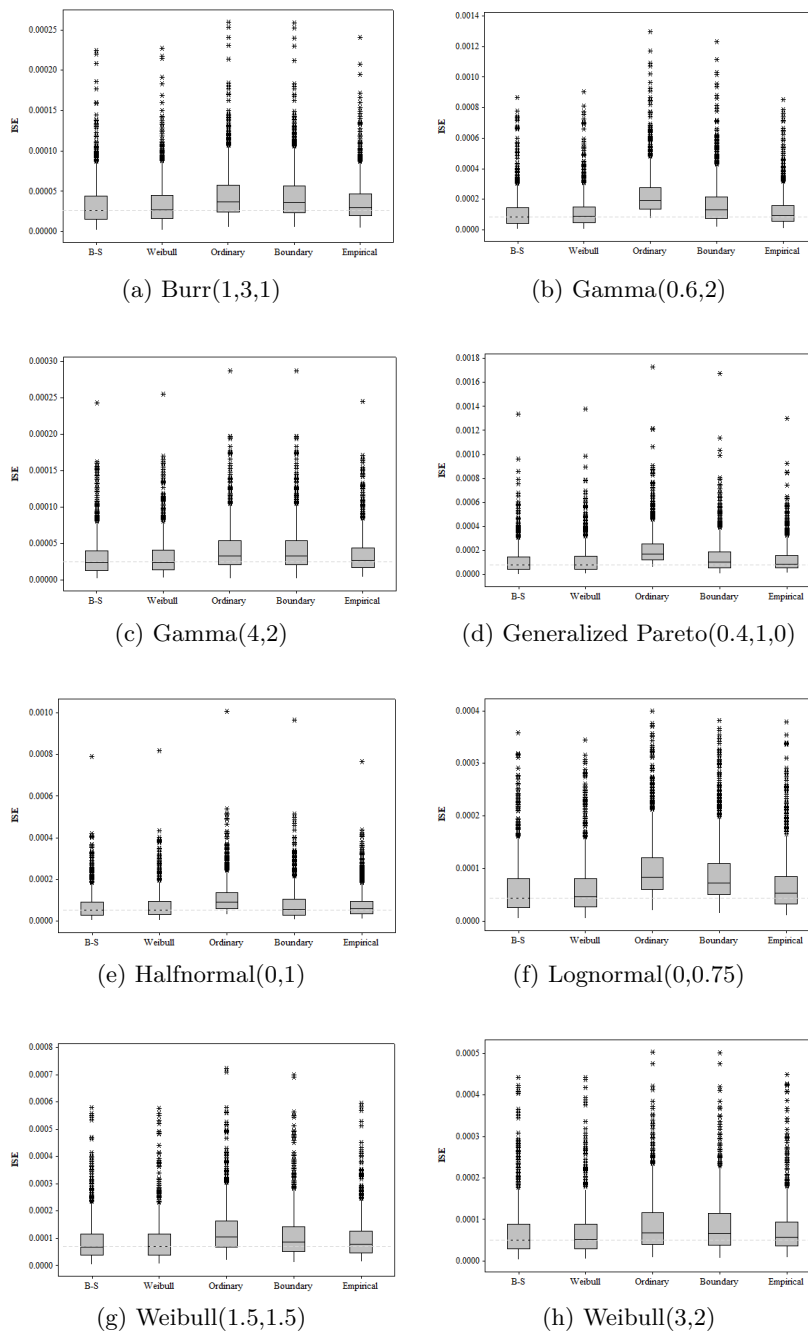 0.00025
0.00020
0.00015
0.00010
0.00005
0.00000
ISE
B-S Weibull Ordinary Boundary Empirical
(a) Burr(1,3,1)
0.0014
0.0012
0.0010
0.0008
0.0006
0.0004
0.0002
0.0000
ISE
B-S Weibull Ordinary Boundary Empirical
(b) Gamma(0.6,2)
0.00030
0.00025
0.00020
0.00015
0.00010
0.00005
0.00000
ISE
B-S Weibull Ordinary Boundary Empirical
(c) Gamma(4,2)
0.0018
0.0016
0.0014
0.0012
0.0010
0.0008
0.0006
0.0004
0.0002
0.0000
ISE
B-S Weibull Ordinary Boundary Empirical
(d) Generalized Pareto(0.4,1,0)
0.0010
0.0008
0.0006
0.0004
0.0002
0.0000
ISE
B-S Weibull Ordinary Boundary Empirical
(e) Halfnormal(0,1)
0.0004
0.0003
0.0002
0.0001
0.0000
ISE
B-S Weibull Ordinary Boundary Empirical
(f) Lognormal(0,0.75)
0.0008
0.0007
0.0006
0.0005
0.0004
0.0003
0.0002
0.0001
0.0000
ISE
B-S Weibull Ordinary Boundary Empirical
(g) Weibull(1.5,1.5)
0.0005
0.0004
0.0003
0.0002
0.0001
0.0000
ISE
B-S Weibull Ordinary Boundary Empirical
(h) Weibull(3,2)